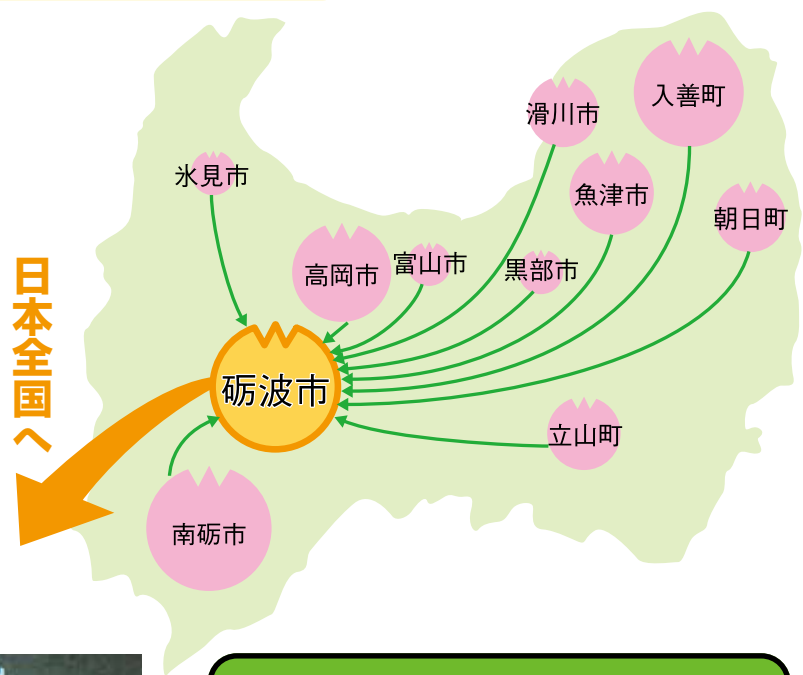 入善町
滑川市
氷見市
魚津市
朝日町
高岡市
富山市
黒部市
日本全国へ
砺波市
立山町
南砺市